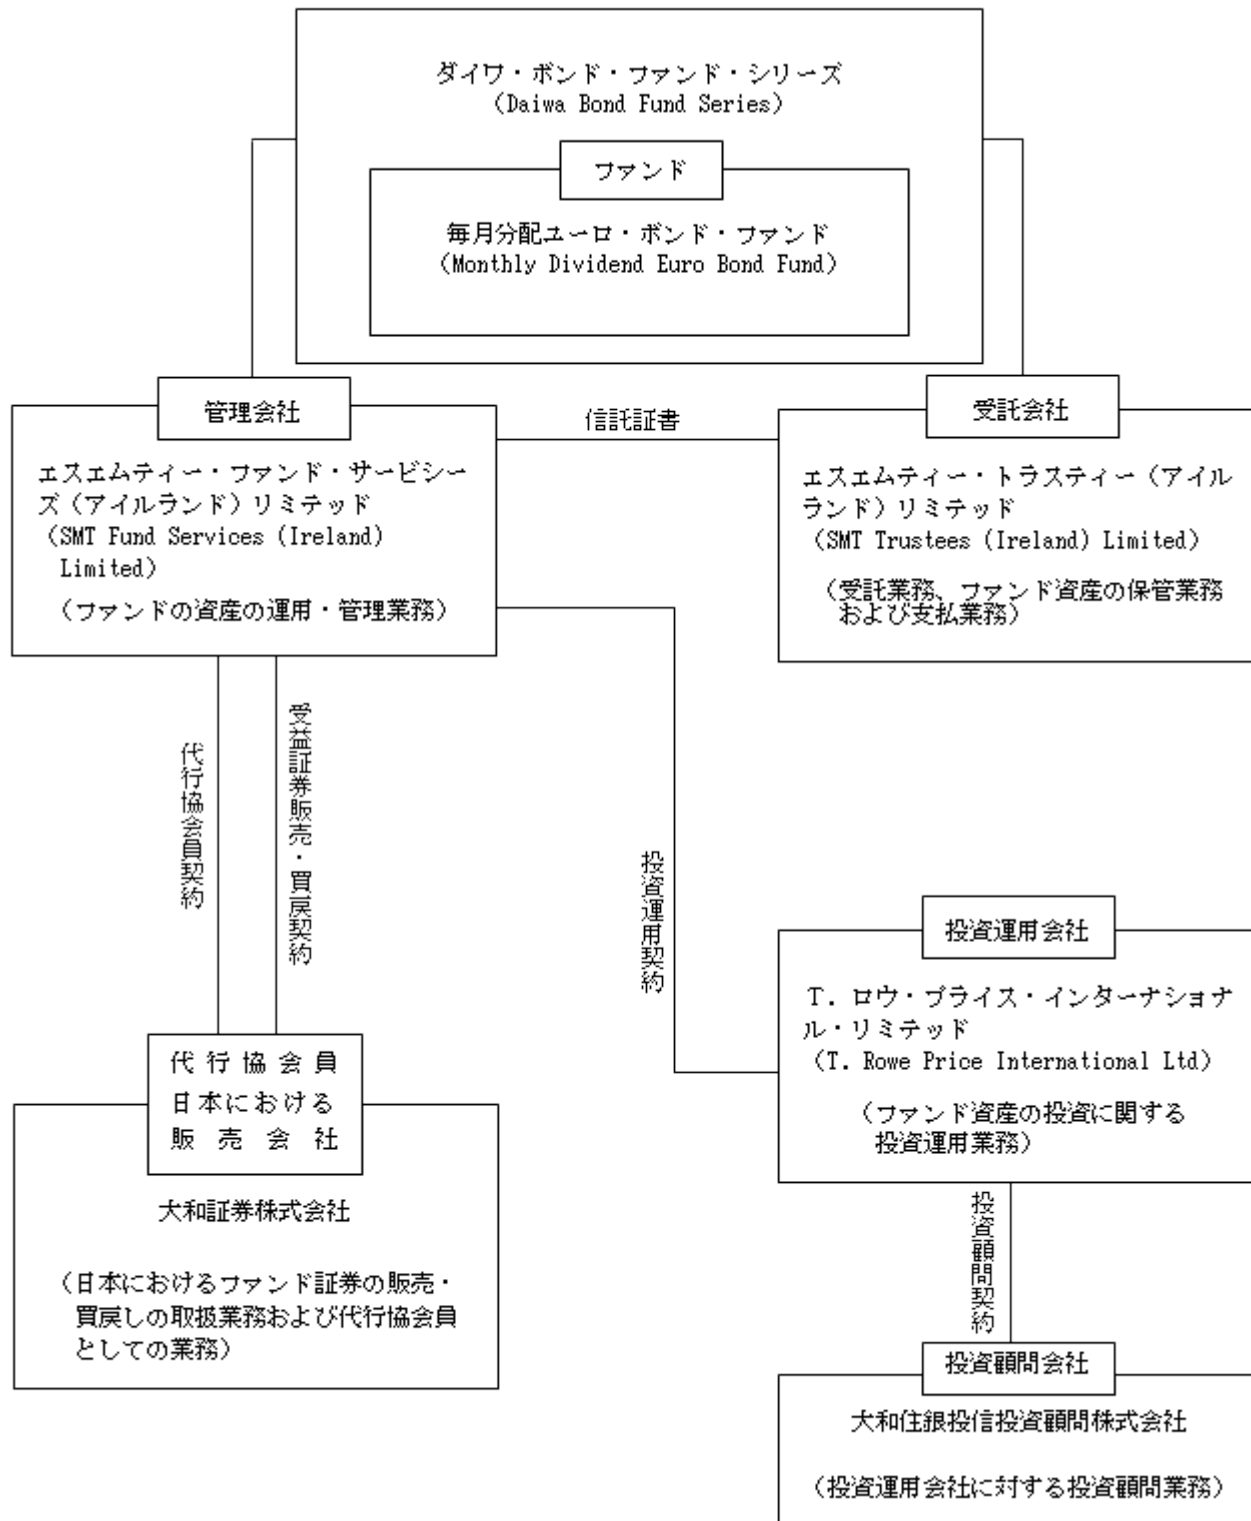 ダイワ・ボンド・ファンド・シリーズ
(Daiwa Bond Fund Series)
ファンド
毎月分配ユーロ・ボンド・ファンド
(Monthly Dividend Euro Bond Fund)
管理会社
エスエムティー・ファンド・サービシー
ズ（アイルランド）リミテッド
(SMT Fund Services (Ireland)
Limited)
（ファンドの資産の運用・管理業務）
信託証書
受託会社
エスエムティー・トラスティー（アイル
ランド）リミテッド
(SMT Trustees (Ireland) Limited)
（受託業務、ファンド資産の保管業務
および支払業務）
代行協会員契約
受益証券販売・買戻契約
投資運用契約
投資運用会社
T. ロウ・プライス・インターナショナ
ル・リミテッド
(T. Rowe Price International Ltd)
（ファンド資産の投資に関する
投資運用業務）
代行協会員
日本における
販売会社
大和証券株式会社
（日本におけるファンド証券の販売・
買戻しの取扱業務および代行協会員
としての業務）
投資顧問契約
投資顧問会社
大和住銀投信投資顧問株式会社
（投資運用会社に対する投資顧問業務）